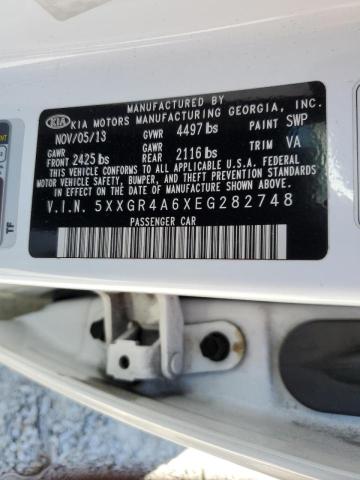 MANUFACTURED BY
KIA KIA MOTORS MANUFACTURING GEORGIA, INC.
NOV/05/13 GVWR 4497 lbs PAINT SWP
GAWR FRONT 2425 lbs GAWR REAR 2116 lbs TRIM VA
THIS VEHICLE CONFORMS TO ALL APPLICABLE U.S.A. FEDERAL
MOTOR VEHICLE SAFETY, BUMPER, AND THEFT PREVENTION
STANDARDS IN EFFECT ON THE DATE OF MANUFACTURE SHOWN ABOVE.
V.I.N. 5XXGR4A6XEG282748
PASSENGER CAR
TF